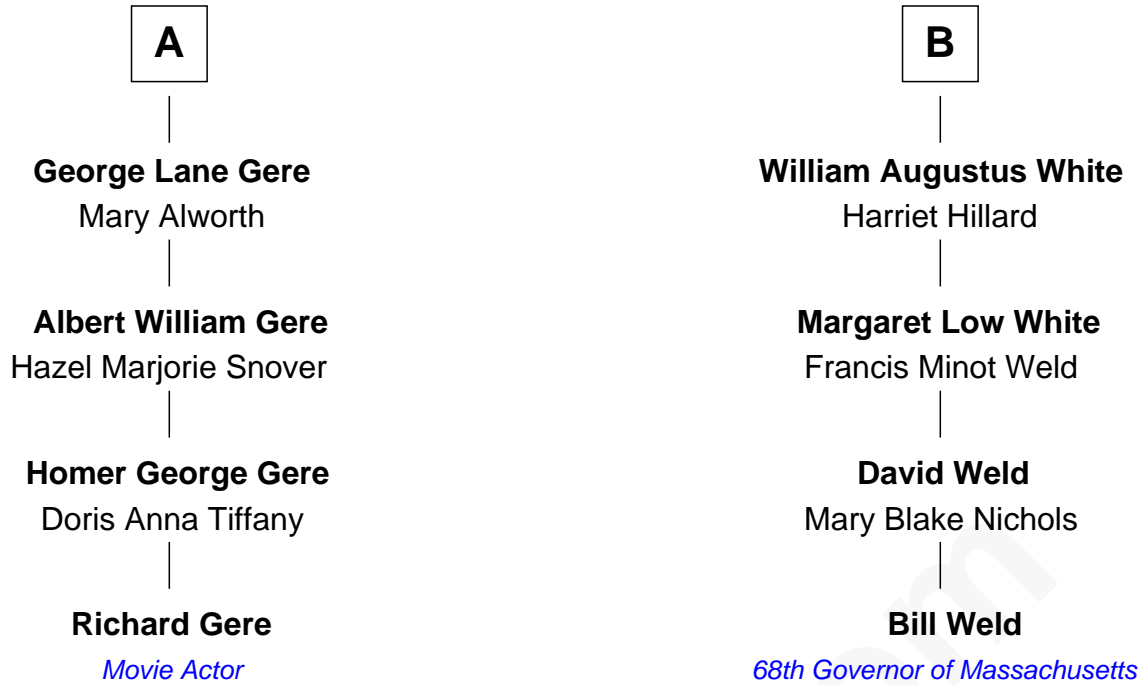 A
George Lane Gere
Mary Alworth
Albert William Gere
Hazel Marjorie Snover
Homer George Gere
Doris Anna Tiffany
Richard Gere
Movie Actor
B
William Augustus White
Harriet Hillard
Margaret Low White
Francis Minot Weld
David Weld
Mary Blake Nichols
Bill Weld
68th Governor of Massachusetts